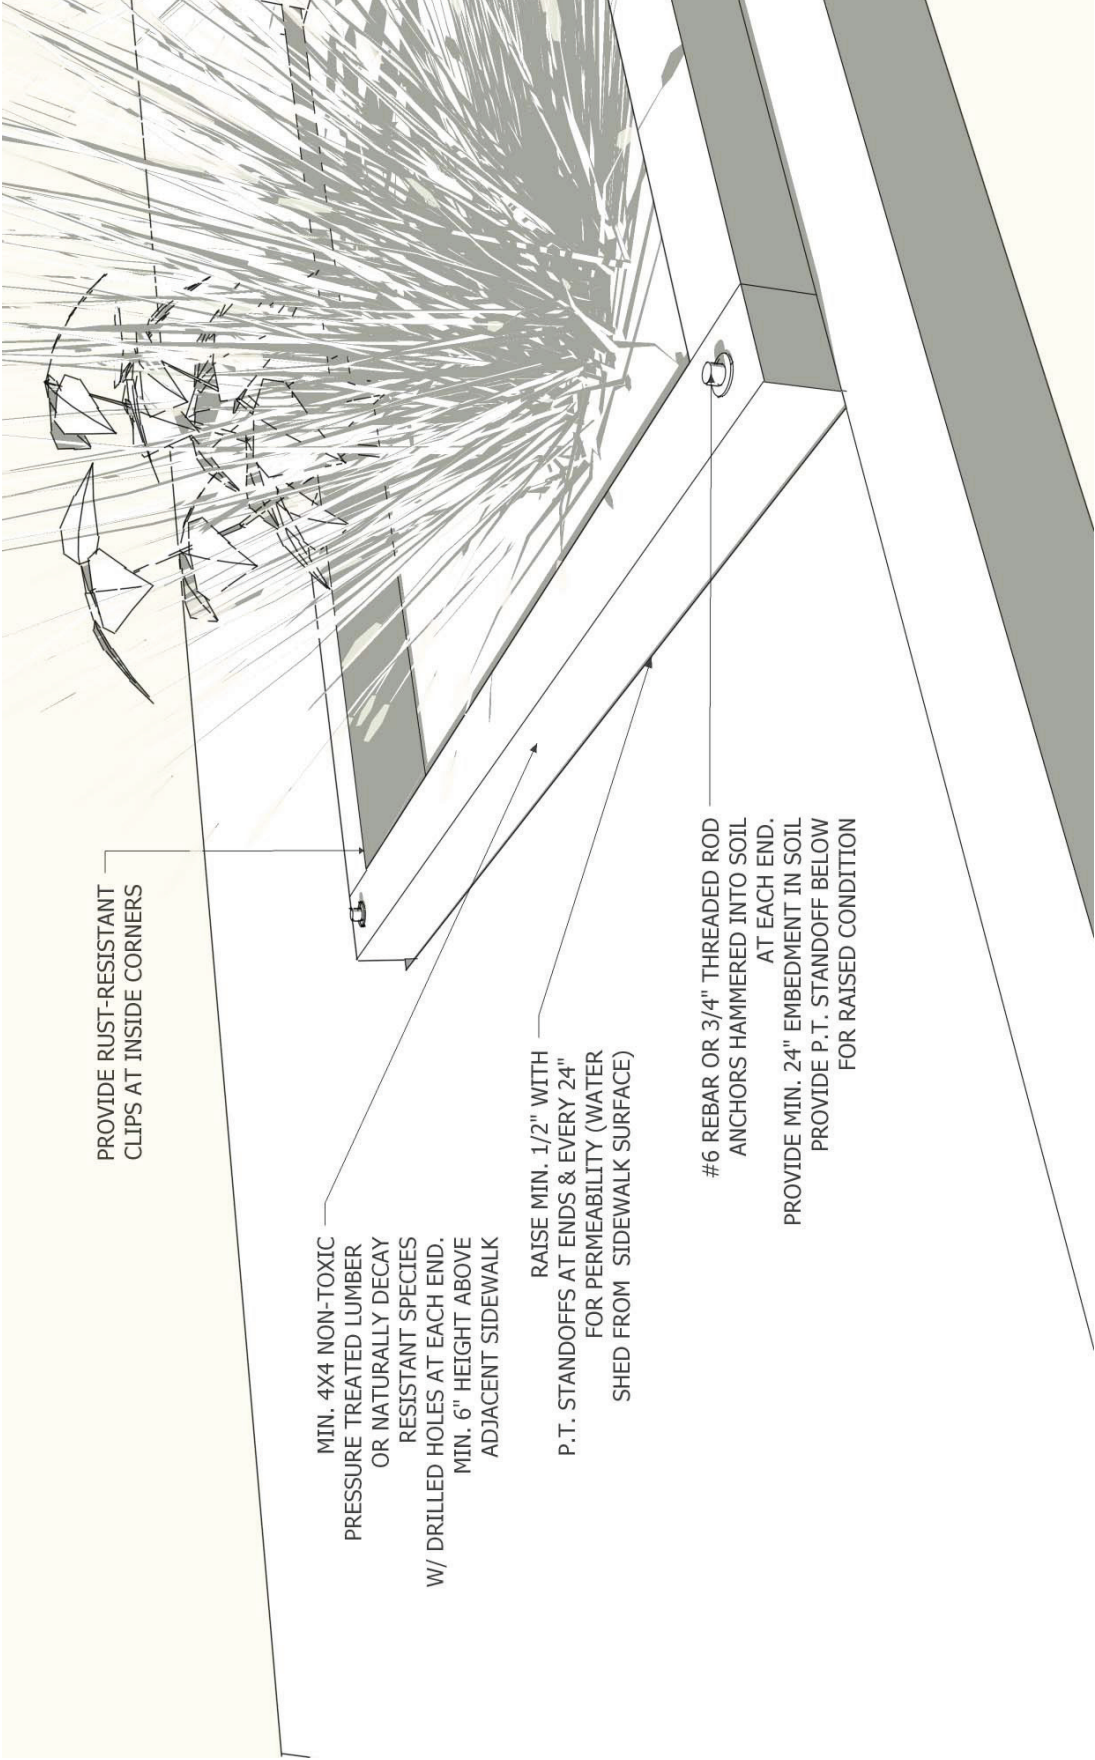 PROVIDE RUST-RESISTANT
CLIPS AT INSIDE CORNERS
MIN. 4X4 NON-TOXIC
PRESSURE TREATED LUMBER
OR NATURALLY DECAY
RESISTANT SPECIES
W/ DRILLED HOLES AT EACH END.
MIN. 6" HEIGHT ABOVE
ADJACENT SIDEWALK
RAISE MIN. 1/2" WITH
P.T. STANDOFFS AT ENDS & EVERY 24"
FOR PERMEABILITY (WATER
SHED FROM SIDEWALK SURFACE)
#6 REBAR OR 3/4" THREADED ROD
ANCHORS HAMMERED INTO SOIL
AT EACH END.
PROVIDE MIN. 24" EMBEDMENT IN SOIL
PROVIDE P.T. STANDOFF BELOW
FOR RAISED CONDITION